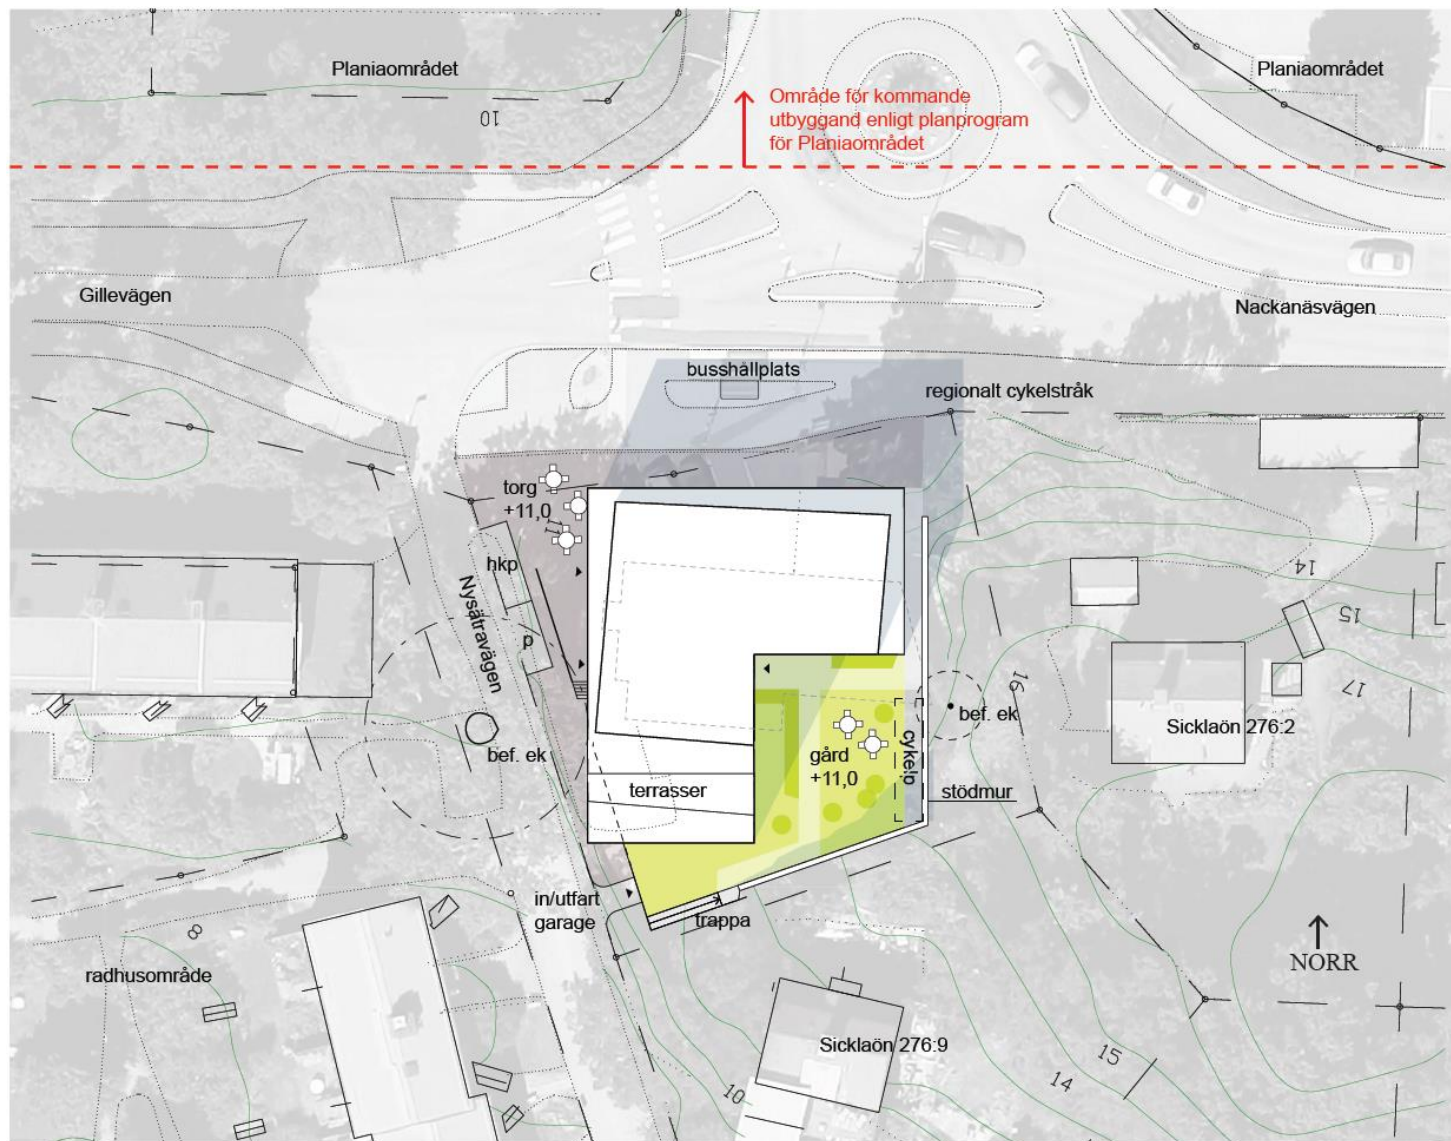 Planiaområdet
Planiaområdet
Område för kommande
utbyggand enligt planprogram
för Planiaområdet
10
Gillevägen
Nackanäsvägen
busshållplats
regionalt cykelstråk
torg
+11,0
11
hkp
Nysätravägen
p
14
15
16
17
bef. ek
bef. ek
Sicklaön 276:2
gård
+11,0
cykelp
terrasser
stödmur
in/utfart
garage
trappa
8
radhusområde
NORR
Sicklaön 276:9
15
14
10